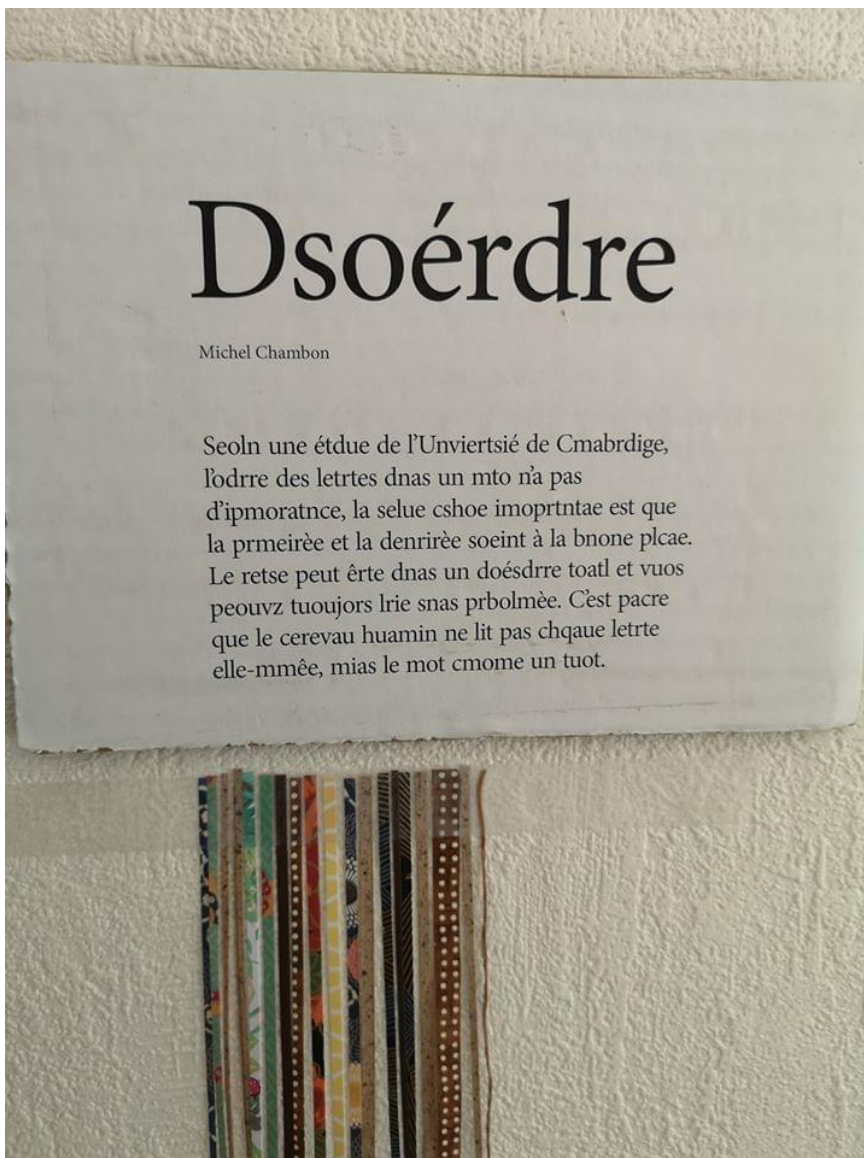 Dsoérdre
Michel Chambon
Seoln une étdue de l’Unviertsié de Cmabrdige,
l’odrre des letrtes dnas un mto n’a pas
d’ipmoratnce, la selue cshoe imoprtntae est que
la prmeirèe et la denrirèe soeint à la bnone plcae.
Le retse peut êrte dnas un doésdrre toatl et vuos
peouvz tuoujors lrie snas prbolmèe. C’est pacre
que le cerevau huamin ne lit pas chqaue letrte
elle-mmêe, mias le mot cmome un tuot.